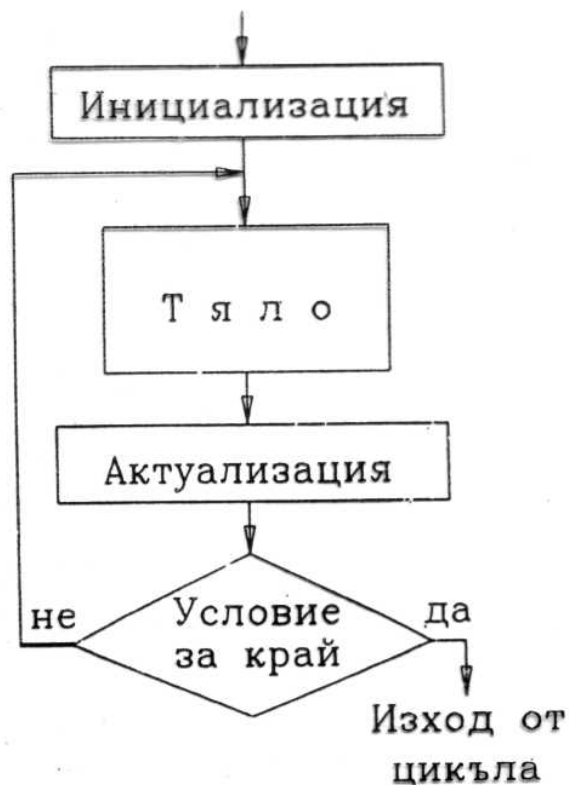 Инициализация
Тяло
Актуализация
не
Условие
за край
да
Изход от
цикъла